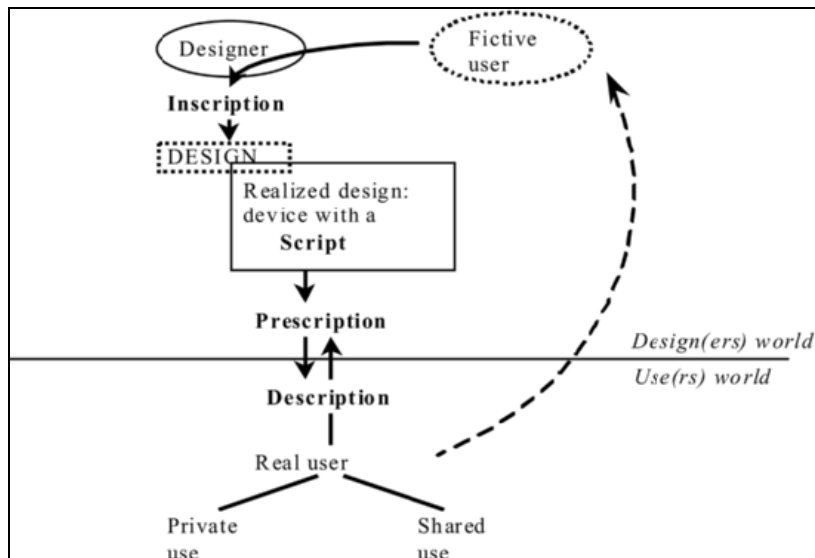 Designer
Fictive
user
Inscription
DESIGN
Realized design:
device with a
Script
Prescription
Design(ers) world
Use(rs) world
Description
Real user
Private
use
Shared
use